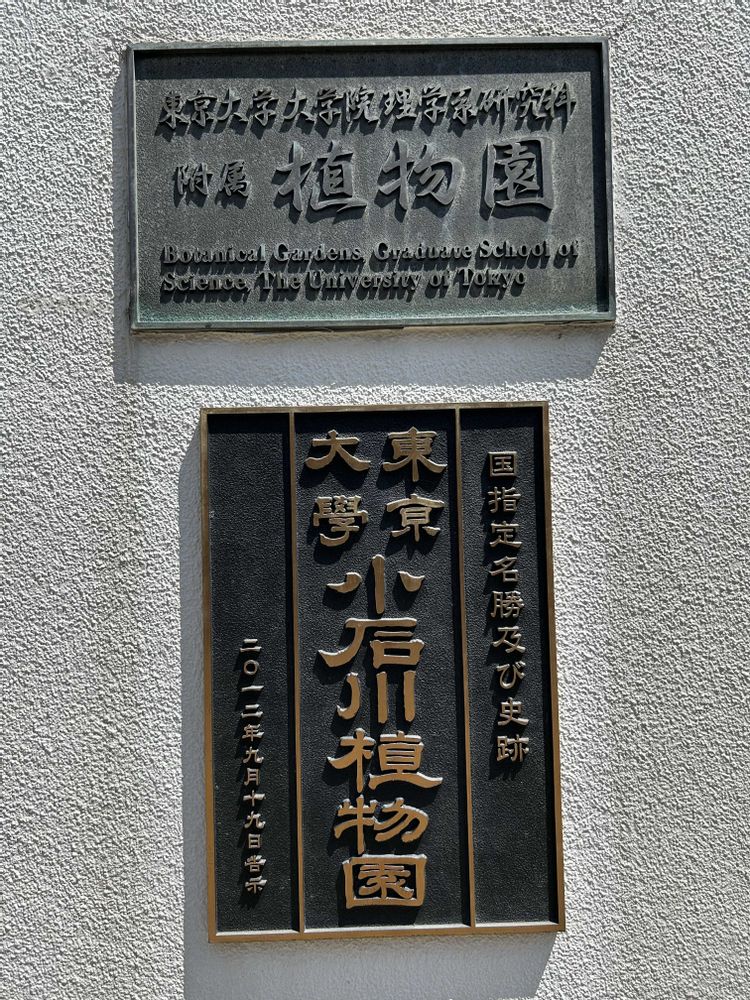 東京大学大学院理学系研究科
附属 植物園
Botanical Gardens, Graduate School of
Science, The University of Tokyo
国指定名勝及び史跡
東京
大學
小石川植物園
二〇一二年九月十九日告示